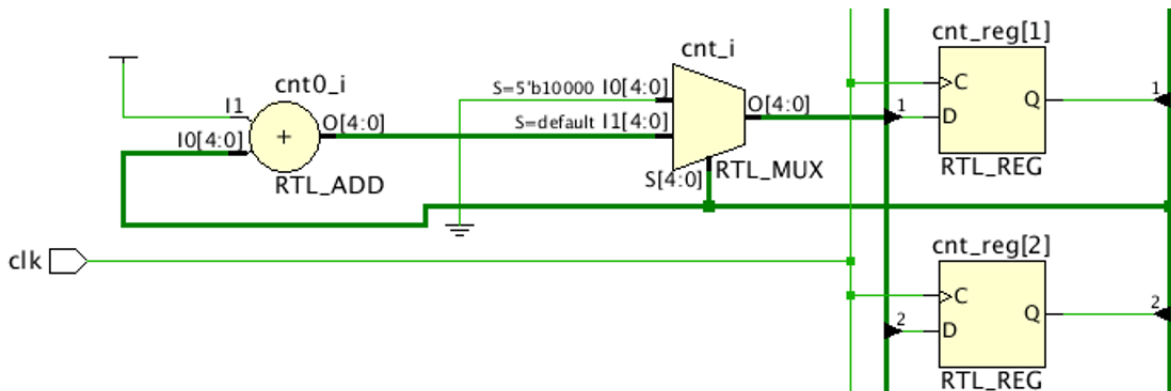 cnt0_i
I1
I0[4:0]
+
O[4:0]
RTL_ADD
cnt_i
S=5'b10000 I0[4:0]
S=default I1[4:0]
O[4:0]
S[4:0]
RTL_MUX
clk
cnt_reg[1]
C
1
D
Q
1
RTL_REG
cnt_reg[2]
C
2
D
Q
2
RTL_REG